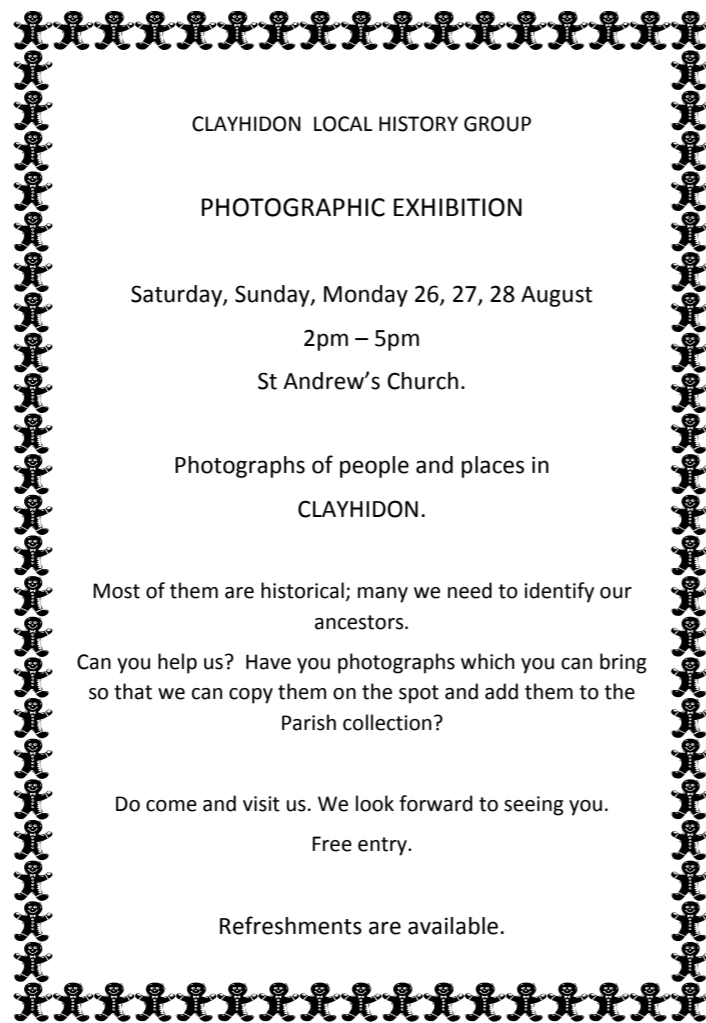 CLAYHIDON  LOCAL HISTORY GROUP
PHOTOGRAPHIC EXHIBITION
Saturday, Sunday, Monday 26, 27, 28 August
2pm – 5pm
St Andrew’s Church.
Photographs of people and places in
CLAYHIDON.
Most of them are historical; many we need to identify our
ancestors.
Can you help us?  Have you photographs which you can bring
so that we can copy them on the spot and add them to the
Parish collection?
Do come and visit us. We look forward to seeing you.
Free entry.
Refreshments are available.